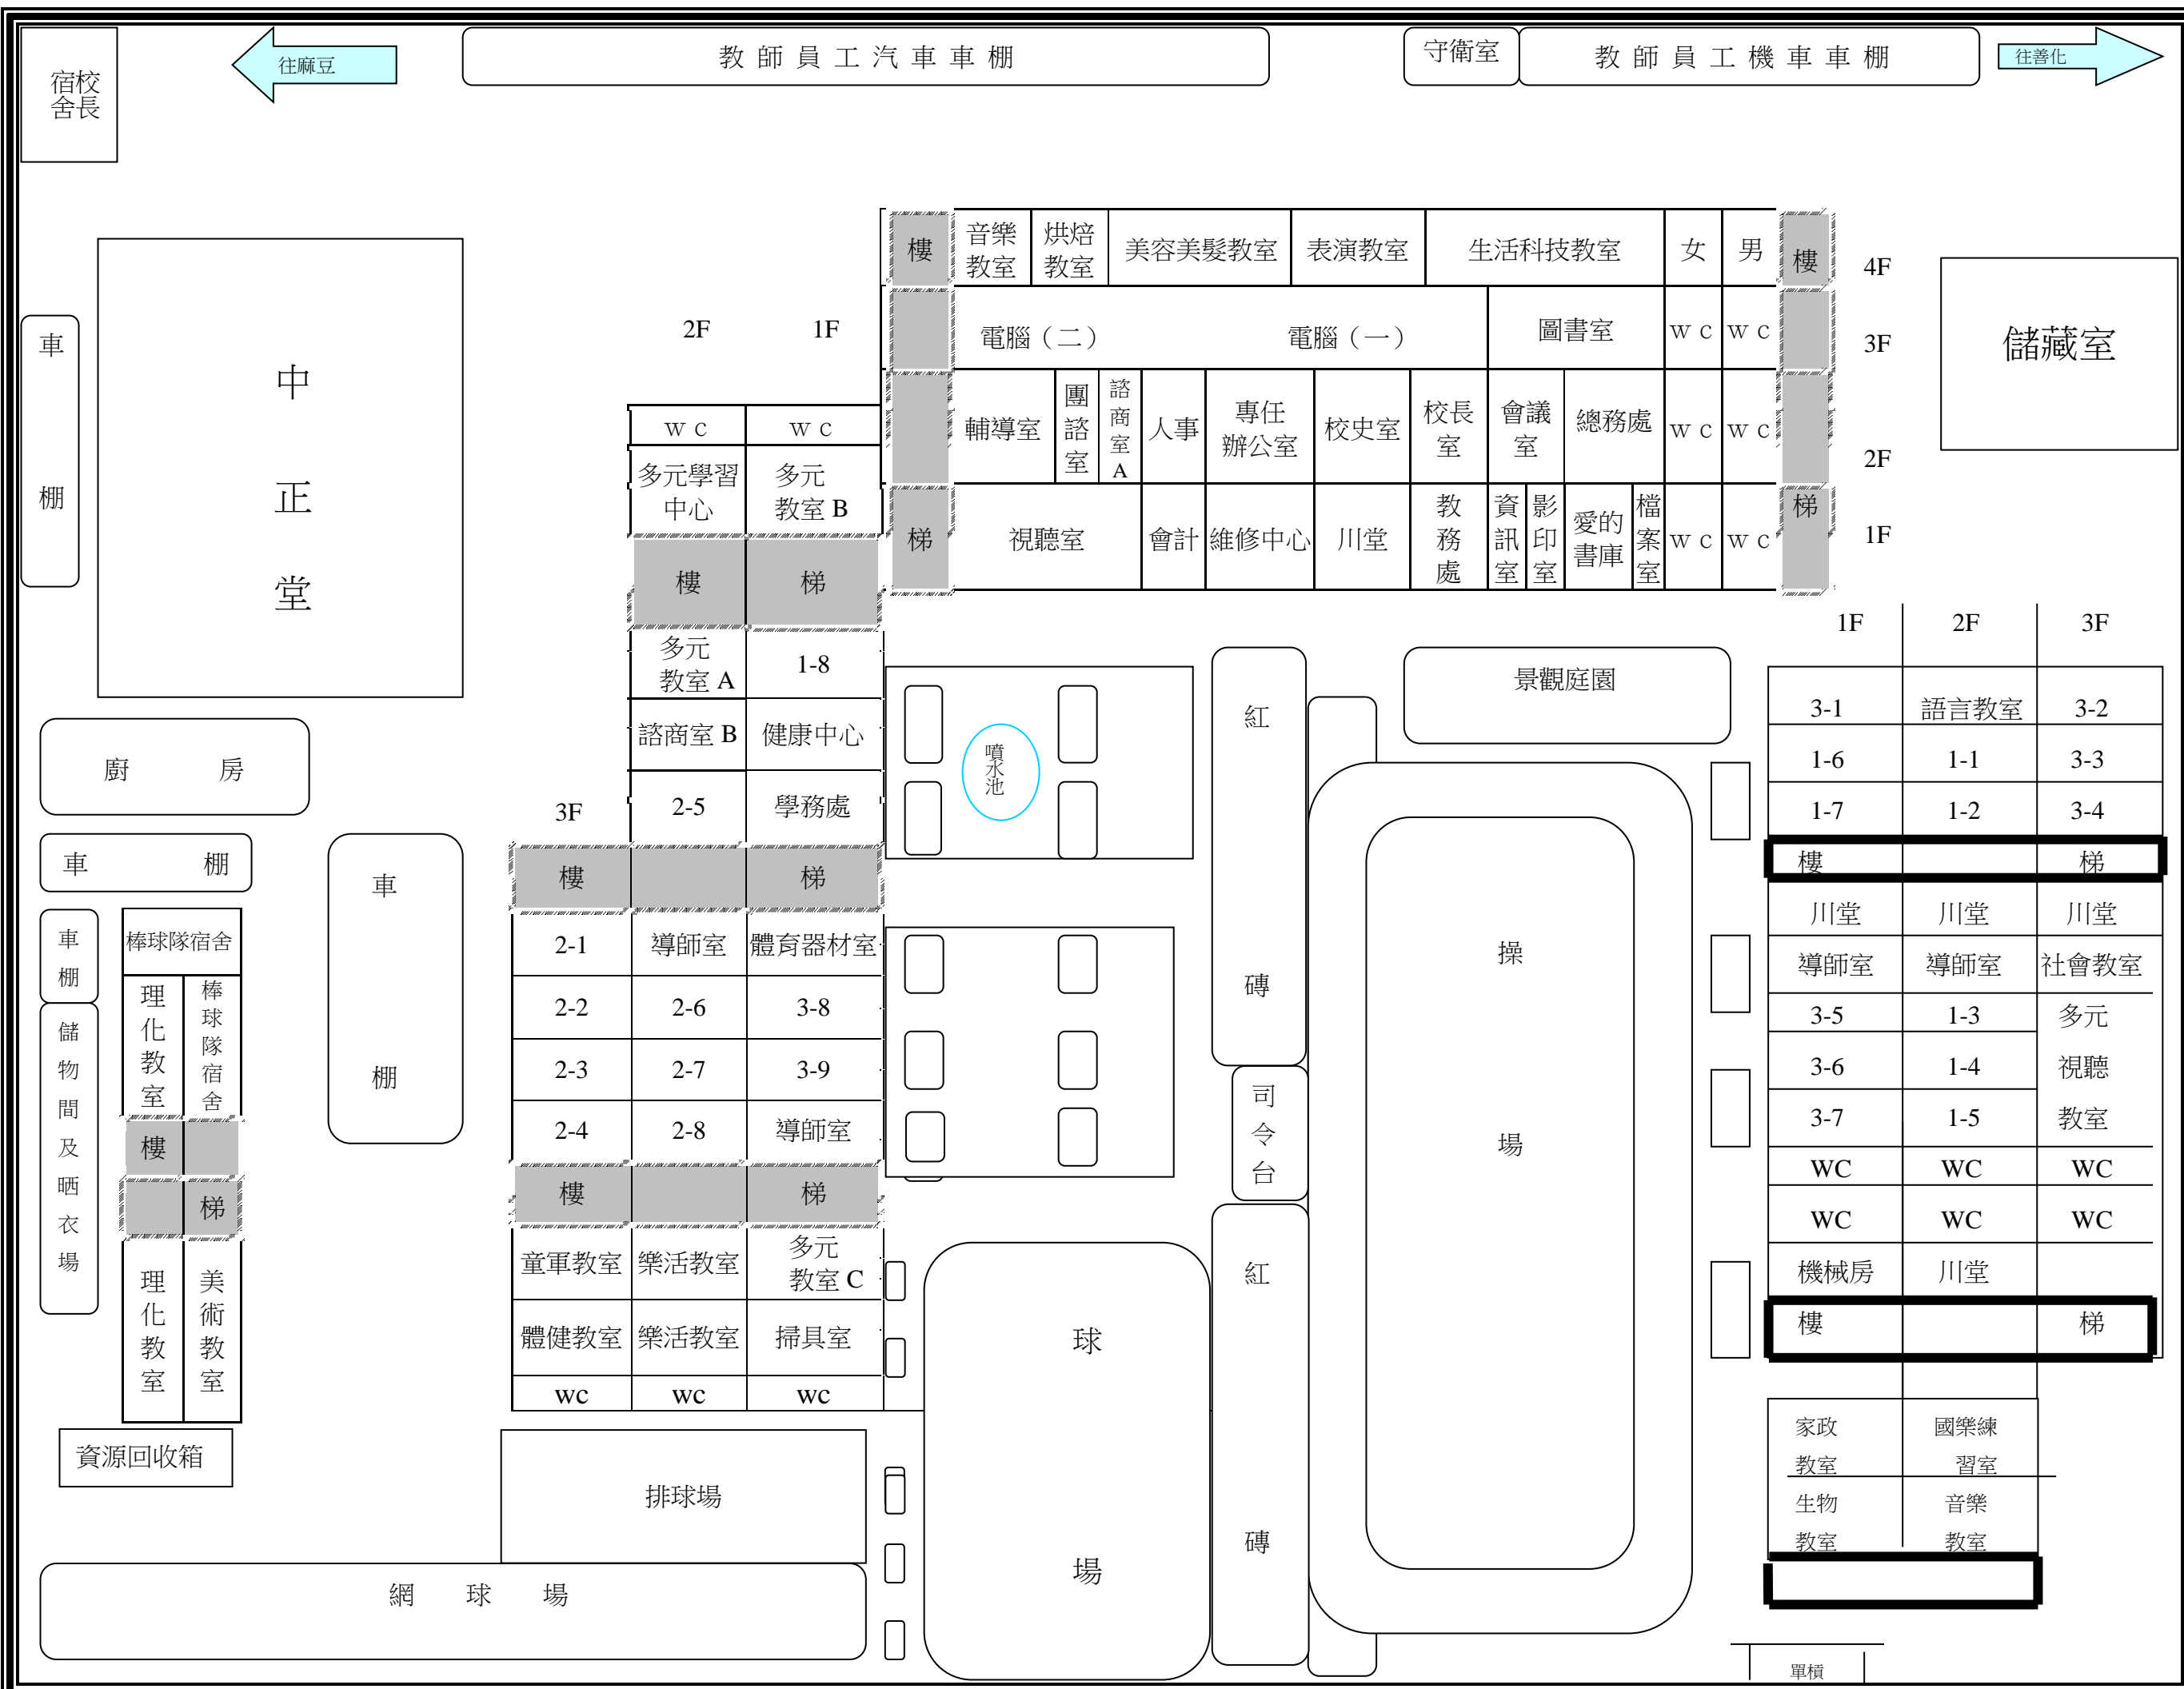 校長
宿舍
往麻豆
教師員工汽車車棚
守衛室
教師員工機車車棚
往善化
樓
音樂教室
烘焙教室
美容美髮教室
表演教室
生活科技教室
女
男
樓
4F
電腦（二）
電腦（一）
圖書室
WC
WC
3F
輔導室
團諮室
諮商室A
人事
專任辦公室
校史室
校長室
會議室
總務處
WC
WC
2F
梯
視聽室
會計
維修中心
川堂
教務處
資訊室
影印室
愛的書庫
檔案室
WC
WC
梯
1F
儲藏室
車棚
中正堂
2F
1F
WC
WC
多元學習中心
多元教室 B
樓
梯
多元教室 A
1-8
諮商室 B
健康中心
2-5
學務處
3F
樓
梯
2-1
導師室
體育器材室
2-2
2-6
3-8
2-3
2-7
3-9
2-4
2-8
導師室
樓
梯
童軍教室
樂活教室
多元教室 C
體健教室
樂活教室
掃具室
wc
wc
wc
廚房
車棚
車棚
車棚
儲物間及晒衣場
棒球隊宿舍
理化教室
棒球隊宿舍
樓
梯
理化教室
美術教室
資源回收箱
排球場
網球場
噴水池
紅磚
司令台
紅磚
球場
景觀庭園
操場
1F
2F
3F
3-1
語言教室
3-2
1-6
1-1
3-3
1-7
1-2
3-4
樓
梯
川堂
川堂
川堂
導師室
導師室
社會教室
3-5
1-3
多元
3-6
1-4
視聽
3-7
1-5
教室
WC
WC
WC
WC
WC
WC
機械房
川堂
樓
梯
家政教室
國樂練習室
生物教室
音樂教室
單槓